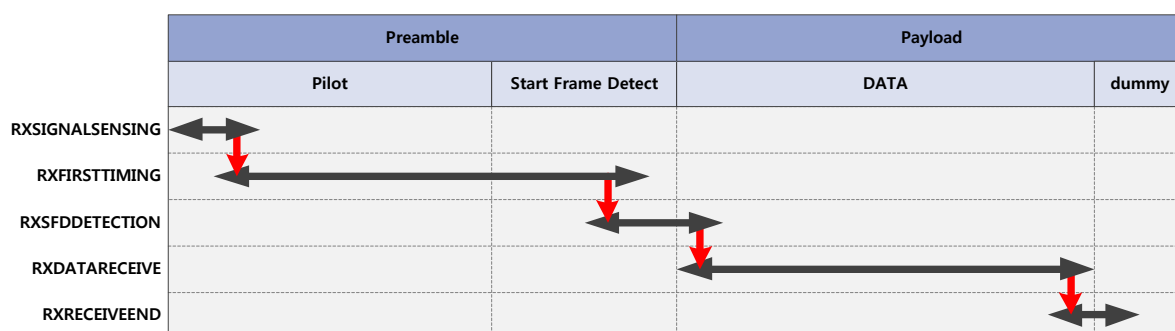 Preamble
Payload
Pilot
Start Frame Detect
DATA
dummy
RXSIGNALSENSING
RXFIRSTTIMING
RXSFDDETECTION
RXDATARECEIVE
RXRECEIVEEND